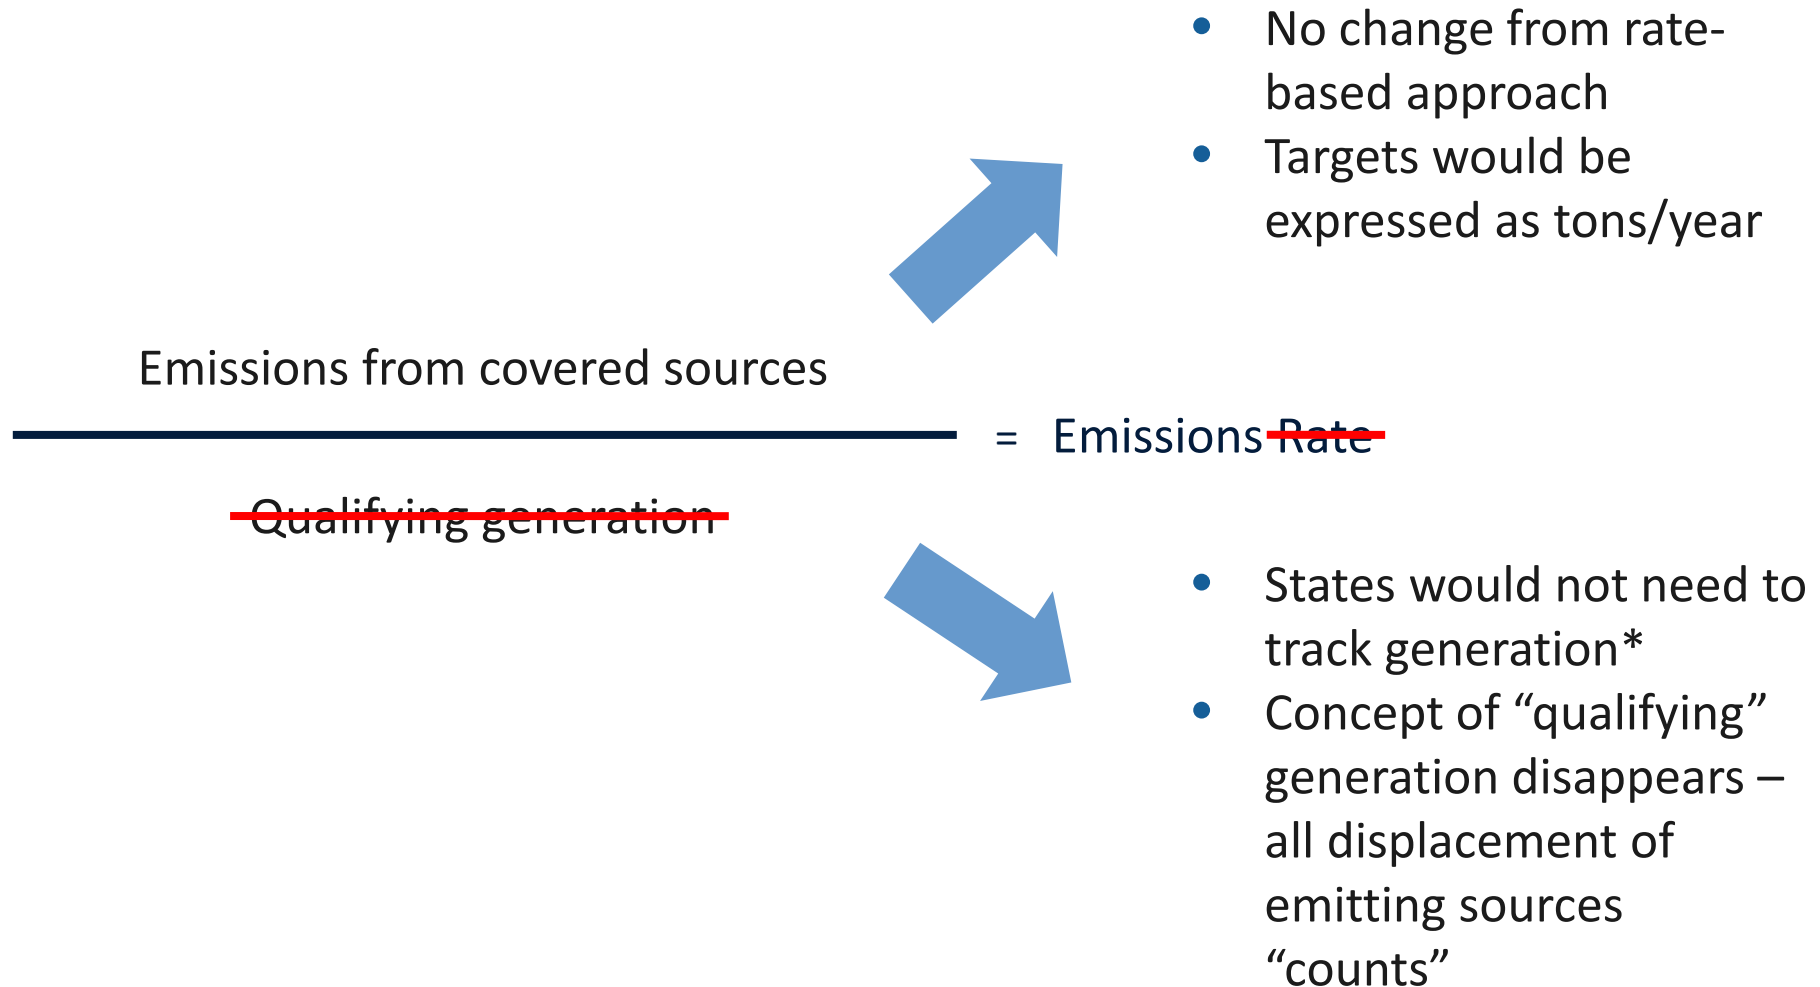 • No change from rate-
based approach
• Targets would be
expressed as tons/year
Emissions from covered sources
= Emissions Rate
Qualifying generation
• States would not need to
track generation*
• Concept of “qualifying”
generation disappears –
all displacement of
emitting sources
“counts”